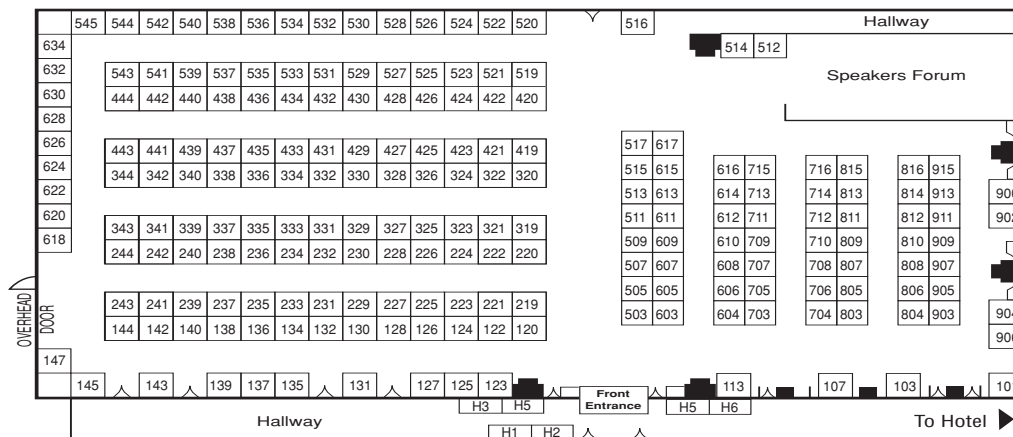 545 544 542 540 538 536 534 532 530 528 526 524 522 520 516 Hallway
634 514 512
632 543 541 539 537 535 533 531 529 527 525 523 521 519 Speakers Forum
630 444 442 440 438 436 434 432 430 428 426 424 422 420
628
626 443 441 439 437 435 433 431 429 427 425 423 421 419 517 617
624 344 342 340 338 336 334 332 330 328 326 324 322 320 515 615 616 715 716 815 816 915
622 513 613 614 713 714 813 814 913
620 343 341 339 337 335 333 331 329 327 325 323 321 319 511 611 612 711 712 811 812 911 902
618 244 242 240 238 236 234 232 230 228 226 224 222 220 509 609 610 709 710 809 810 909
507 607 608 707 708 807 808 907
505 605 606 705 706 805 806 905
243 241 239 237 235 233 231 229 227 225 223 221 219 503 603 604 703 704 803 804 903 904
144 142 140 138 136 134 132 130 128 126 124 122 120
OVERHEAD
DOOR
147
145 143 139 137 135 131 127 125 123 113 107 103 101
Front
Entrance
H3 H5 H5 H6
Hallway
To Hotel
H1 H2